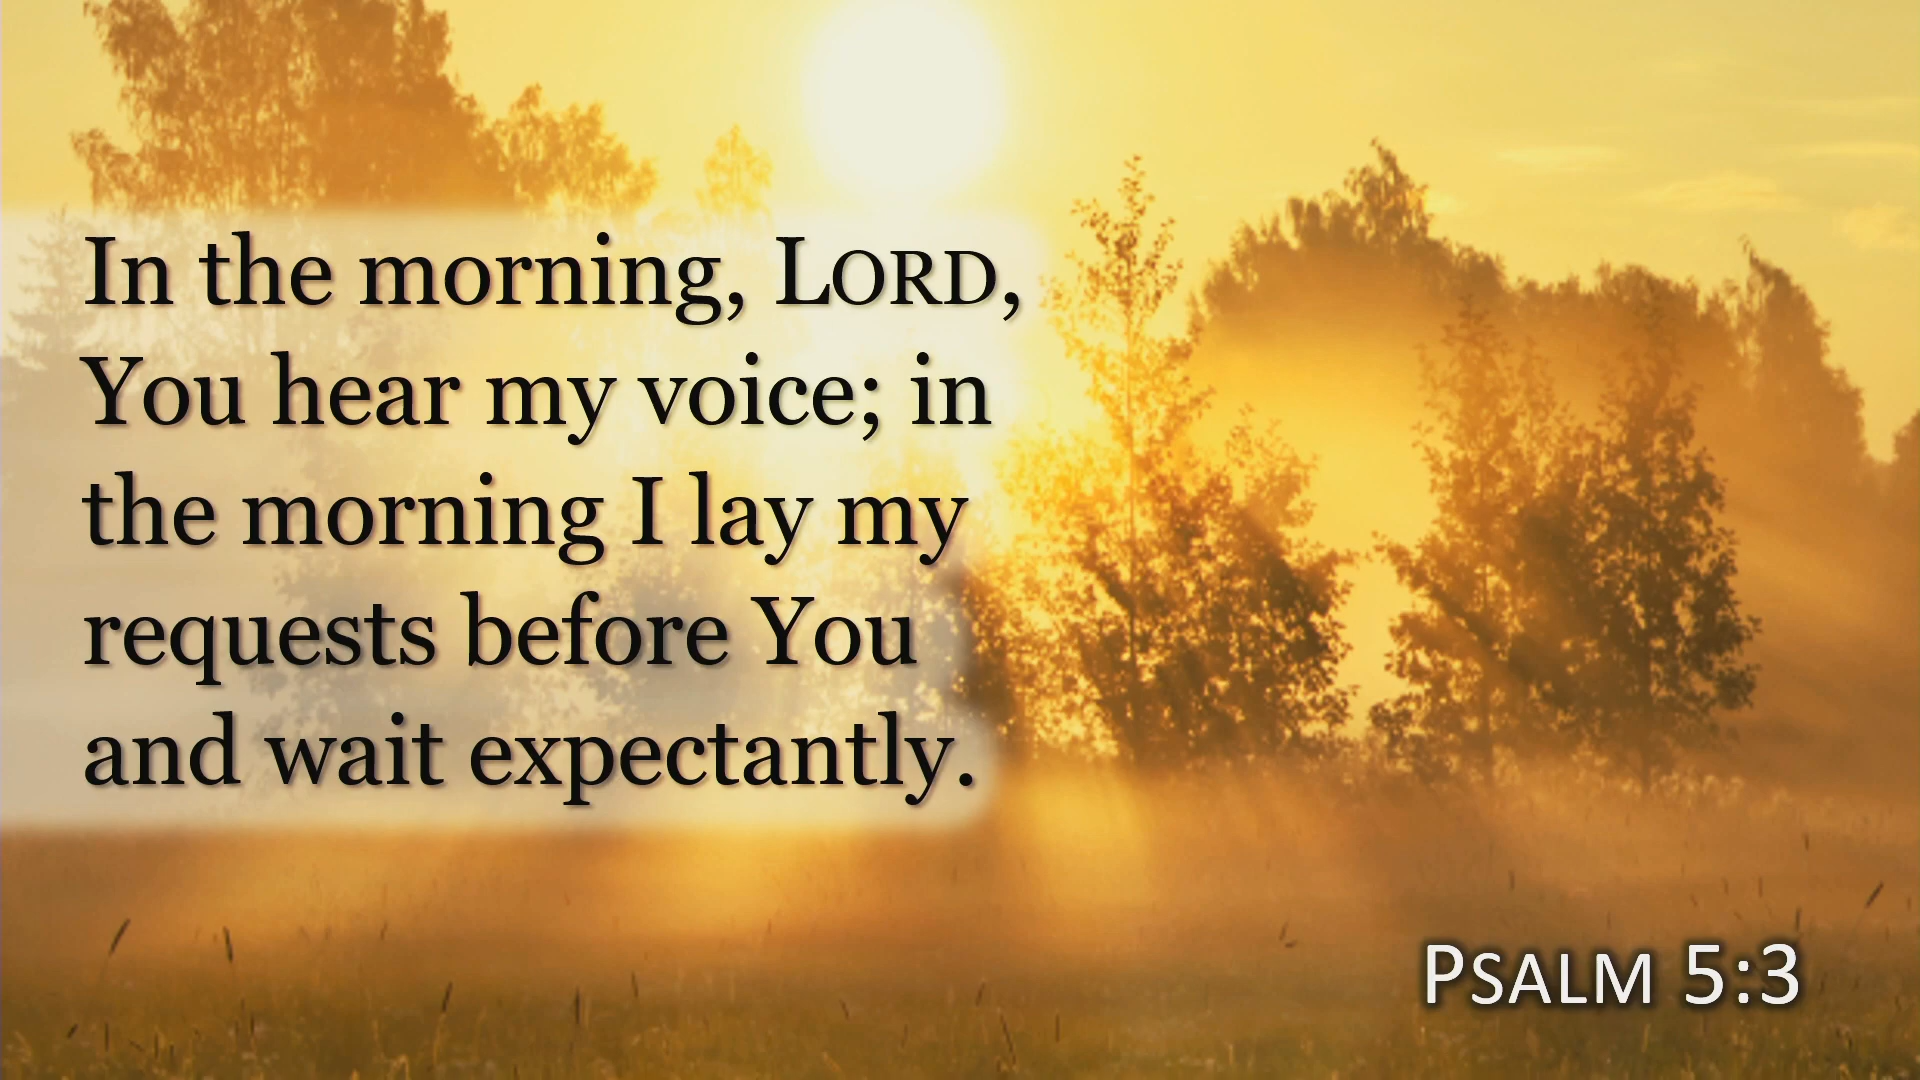 In the morning, LORD,
You hear my voice; in
the morning I lay my
requests before You
and wait expectantly.
PSALM 5:3